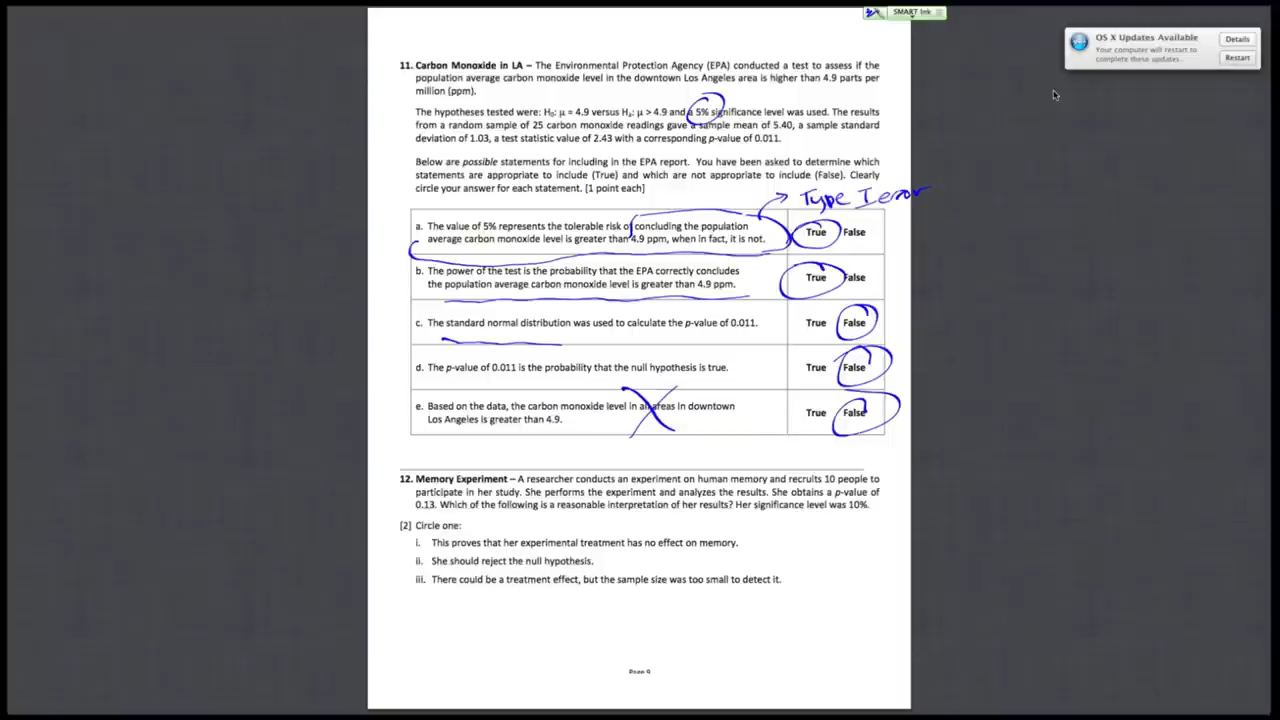 SMART Ink
OS X Updates Available
Your computer will restart to
complete these updates.
Details
Restart
11. Carbon Monoxide in LA – The Environmental Protection Agency (EPA) conducted a test to assess if the
population average carbon monoxide level in the downtown Los Angeles area is higher than 4.9 parts per
million (ppm).
The hypotheses tested were: H₀: μ = 4.9 versus Hₐ: μ > 4.9 and a 5% significance level was used. The results
from a random sample of 25 carbon monoxide readings gave a sample mean of 5.40, a sample standard
deviation of 1.03, a test statistic value of 2.43 with a corresponding p-value of 0.011.
Below are possible statements for including in the EPA report. You have been asked to determine which
statements are appropriate to include (True) and which are not appropriate to include (False). Clearly
circle your answer for each statement. [1 point each]
Type I error
a. The value of 5% represents the tolerable risk of concluding the population
average carbon monoxide level is greater than 4.9 ppm, when in fact, it is not.
True False
b. The power of the test is the probability that the EPA correctly concludes
the population average carbon monoxide level is greater than 4.9 ppm.
True False
c. The standard normal distribution was used to calculate the p-value of 0.011.
True False
d. The p-value of 0.011 is the probability that the null hypothesis is true.
True False
e. Based on the data, the carbon monoxide level in all areas in downtown
Los Angeles is greater than 4.9.
True False
12. Memory Experiment – A researcher conducts an experiment on human memory and recruits 10 people to
participate in her study. She performs the experiment and analyzes the results. She obtains a p-value of
0.13. Which of the following is a reasonable interpretation of her results? Her significance level was 10%.
[2] Circle one:
i. This proves that her experimental treatment has no effect on memory.
ii. She should reject the null hypothesis.
iii. There could be a treatment effect, but the sample size was too small to detect it.
Page 9